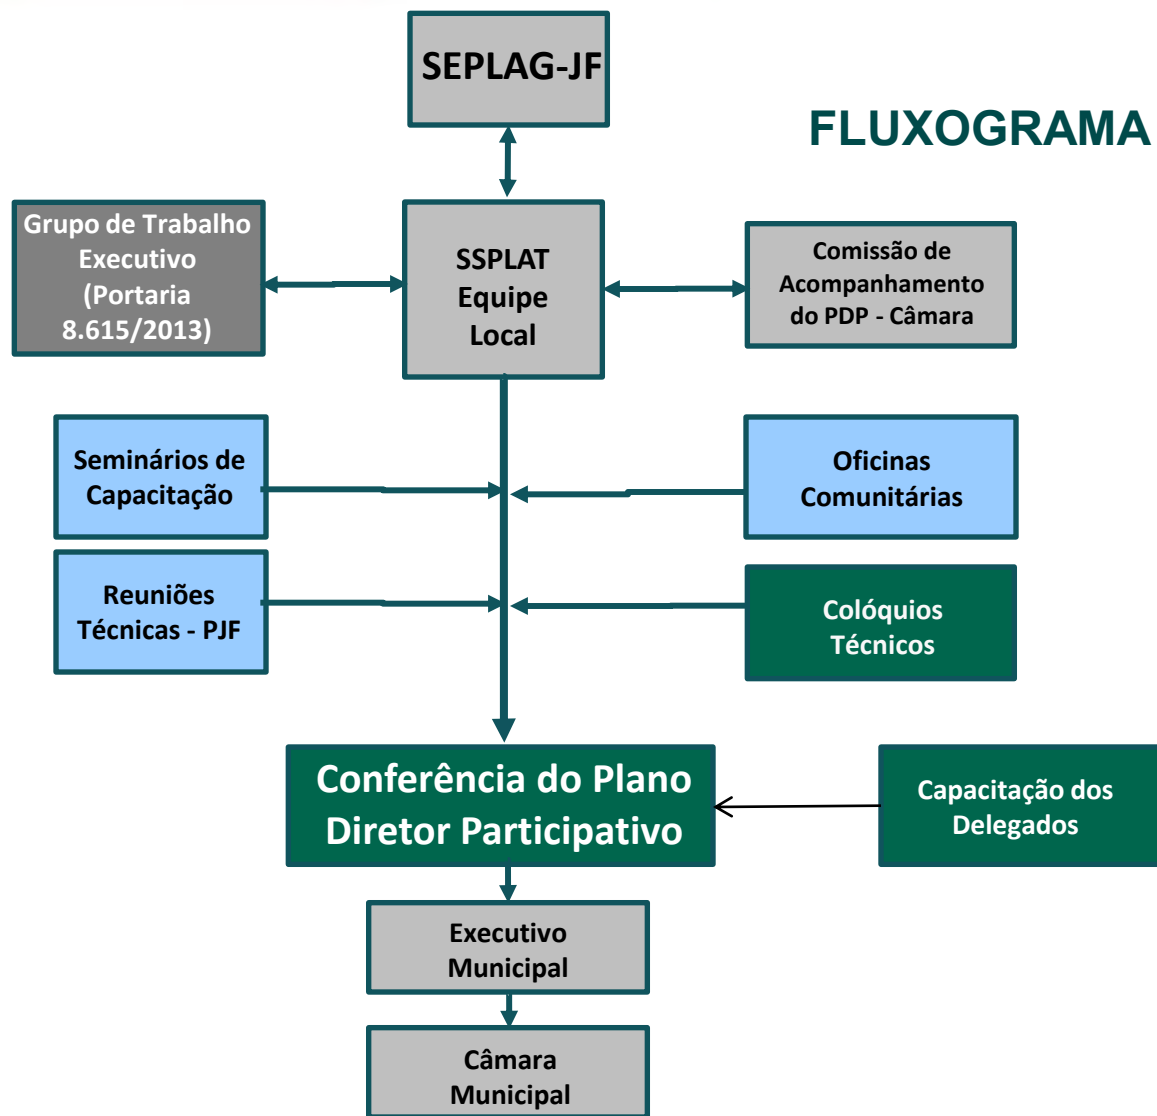 SEPLAG-JF
FLUXOGRAMA
Grupo de Trabalho
Executivo
(Portaria
8.615/2013)
SSPLAT
Equipe
Local
Comissão de
Acompanhamento
do PDP - Câmara
Seminários de
Capacitação
Oficinas
Comunitárias
Reuniões
Técnicas - PJF
Colóquios
Técnicos
Conferência do Plano
Diretor Participativo
Capacitação dos
Delegados
Executivo
Municipal
Câmara
Municipal